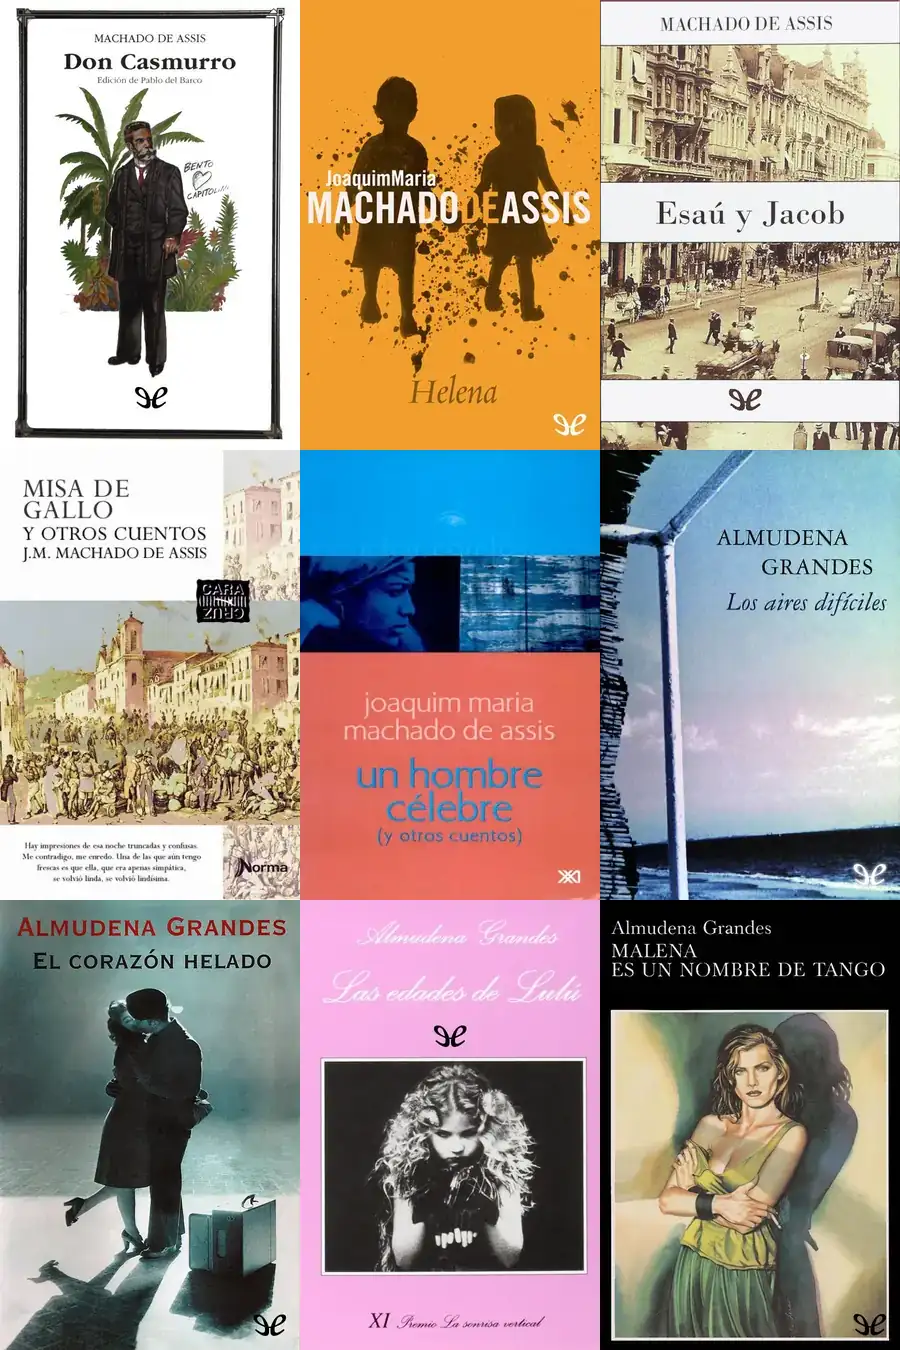 MACHADO DE ASSIS
Don Casmurro
Edición de Pablo del Barco
BENTO
CAPITOLINA
JoaquimMaria
MACHADODEASSIS
Helena
MACHADO DE ASSIS
Esaú y Jacob
MISA DE
GALLO
Y OTROS CUENTOS
J.M. MACHADO DE ASSIS
CARA
CRUZ
Hay impresiones de esa noche truncadas y confusas.
Me contradigo, me enredo. Una de las que aún tengo
frescas es que ella, que era apenas simpática,
se volvió linda, se volvió lindísima.
Norma
joaquim maria
machado de assis
un hombre
célebre
(y otros cuentos)
ALMUDENA
GRANDES
Los aires difíciles
ALMUDENA GRANDES
EL CORAZÓN HELADO
Almudena Grandes
Las edades de Lulú
XI Premio La sonrisa vertical
Almudena Grandes
MALENA
ES UN NOMBRE DE TANGO